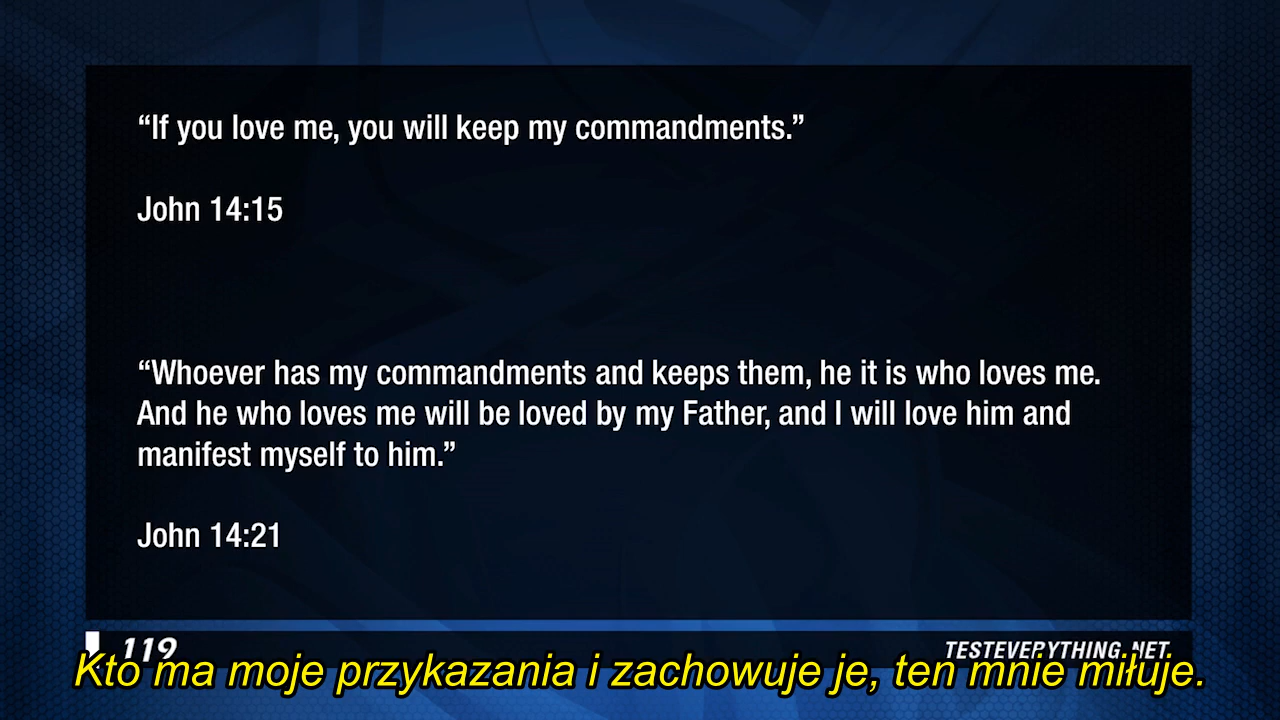 “If you love me, you will keep my commandments.”
John 14:15
“Whoever has my commandments and keeps them, he it is who loves me.
And he who loves me will be loved by my Father, and I will love him and
manifest myself to him.”
John 14:21
119
TESTEVERYTHING.NET
Kto ma moje przykazania i zachowuje je, ten mnie miłuje.